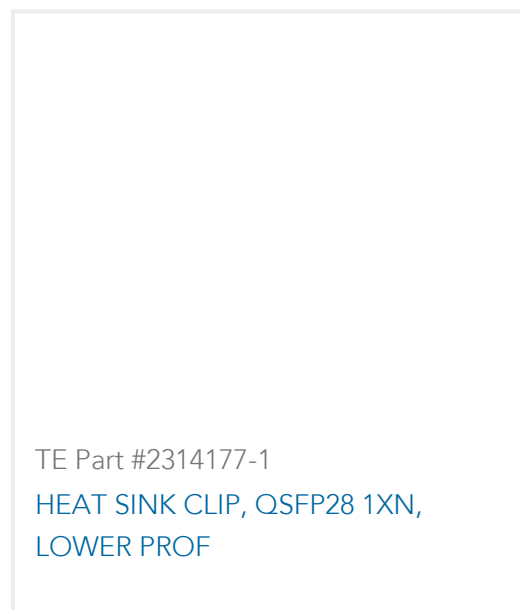 TE Part #2314177-1
HEAT SINK CLIP, QSFP28 1XN,
LOWER PROF